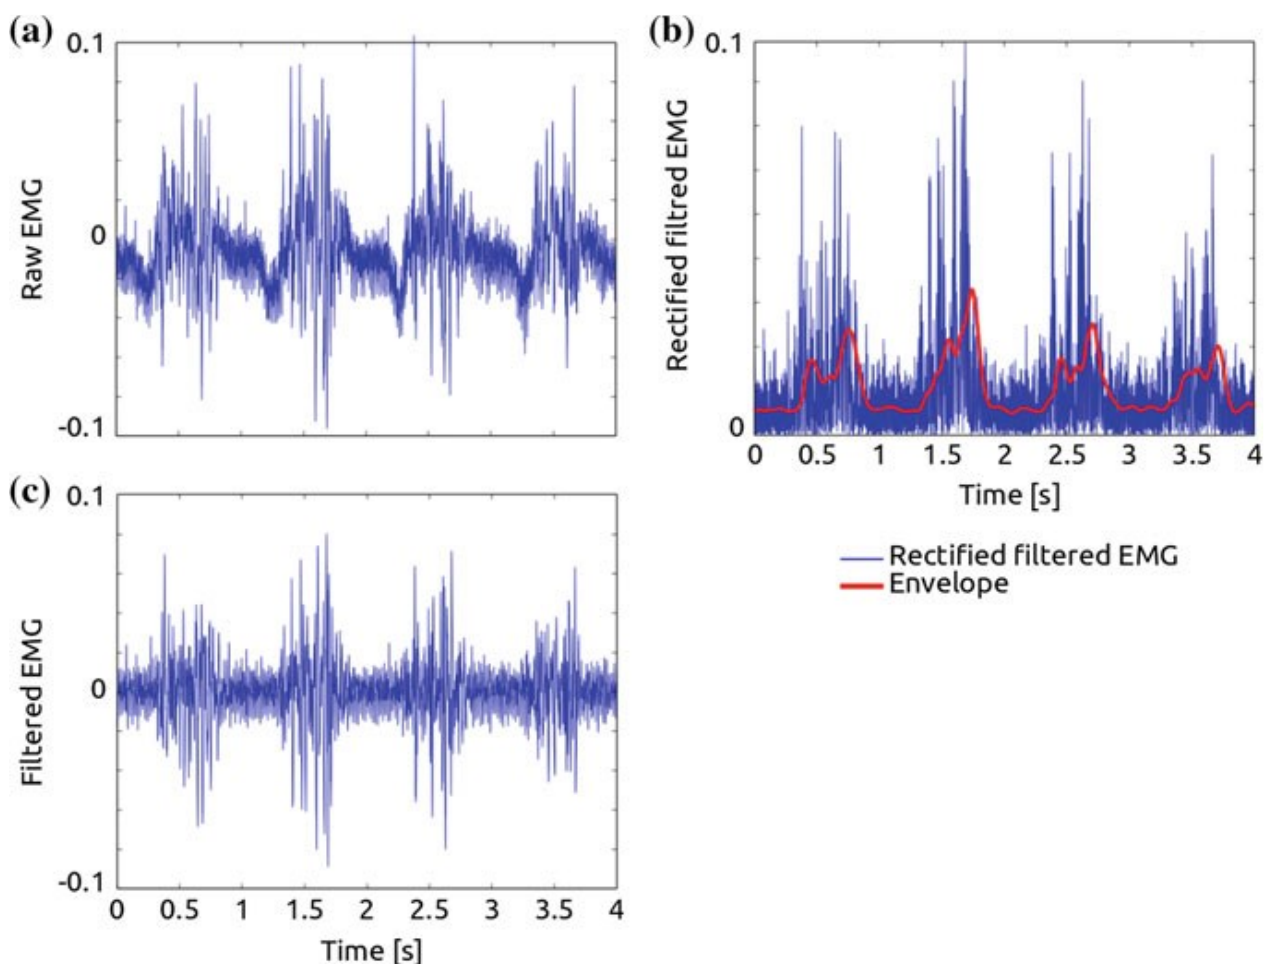 (a)
0.1
Raw EMG
0
-0.1
(b)
0.1
Rectified filtred EMG
0
0 0.5 1 1.5 2 2.5 3 3.5 4
Time [s]
Rectified filtered EMG
Envelope
(c)
0.1
Filtered EMG
0
-0.1
0 0.5 1 1.5 2 2.5 3 3.5 4
Time [s]